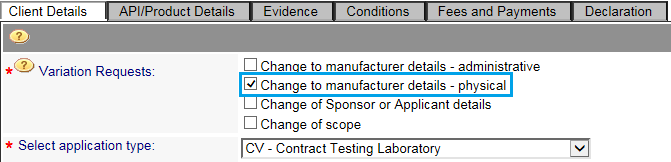 Client Details API/Product Details Evidence Conditions Fees and Payments Declaration
?
* ? Variation Requests:
Change to manufacturer details - administrative
Change to manufacturer details - physical
Change of Sponsor or Applicant details
Change of scope
* Select application type: CV - Contract Testing Laboratory